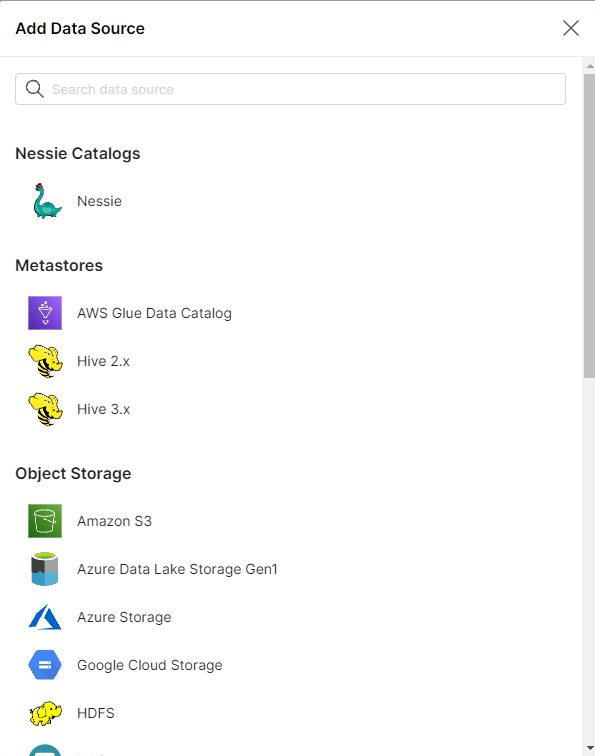 Add Data Source
Search data source
Nessie Catalogs
Nessie
Metastores
AWS Glue Data Catalog
Hive 2.x
Hive 3.x
Object Storage
Amazon S3
Azure Data Lake Storage Gen1
Azure Storage
Google Cloud Storage
HDFS